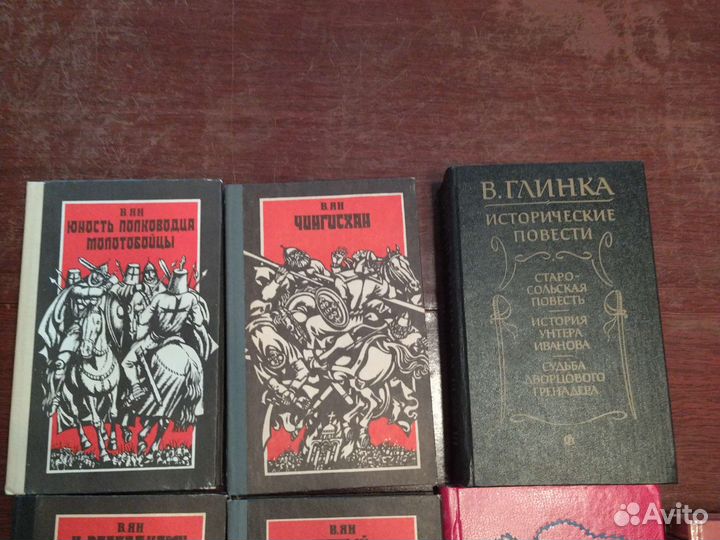 В. ЯН
ЮНОСТЬ ПОЛКОВОДЦА
МОЛОТОБОЙЦЫ
В. ЯН
ЧИНГИСХАН
В. ГЛИНКА
ИСТОРИЧЕСКИЕ
ПОВЕСТИ
СТАРО-
СОЛЬСКАЯ
ПОВЕСТЬ
ИСТОРИЯ
УНТЕРА
ИВАНОВА
СУДЬБА
ДВОРЦОВОГО
ГРЕНАДЕРА
В. ЯН
В. ЯН
Avito